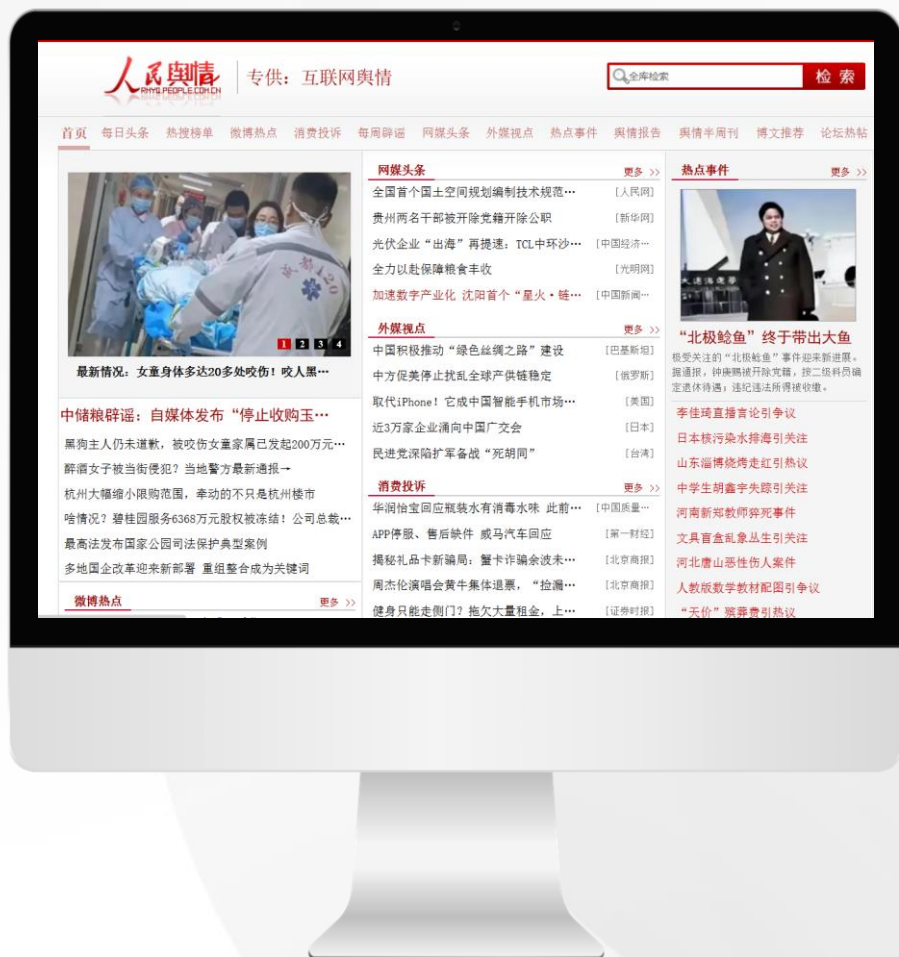 人民舆情
RMYQ.PEOPLE.COM.CN
专供：互联网舆情
全库检索
检 索
首页 每日头条 热搜榜单 微博热点 消费投诉 每周辟谣 网媒头条 外媒视点 热点事件 舆情报告 舆情半周刊 博文推荐 论坛热帖
成都120
1 2 3 4
最新情况：女童身体多达20多处咬伤！咬人黑…
中储粮辟谣：自媒体发布“停止收购玉…
黑狗主人仍未道歉，被咬伤女童家属已发起200万元…
醉酒女子被当街侵犯？当地警方最新通报→
杭州大幅缩小限购范围，牵动的不只是杭州楼市
啥情况？碧桂园服务6368万元股权被冻结！公司总裁…
最高法发布国家公园司法保护典型案例
多地国企改革迎来新部署 重组整合成为关键词
微博热点 更多 >>
网媒头条 更多 >>
全国首个国土空间规划编制技术规范… [人民网]
贵州两名干部被开除党籍开除公职 [新华网]
光伏企业“出海”再提速：TCL中环沙… [中国经济…
全力以赴保障粮食丰收 [光明网]
加速数字产业化 沈阳首个“星火·链… [中国新闻…
外媒视点 更多 >>
中国积极推动“绿色丝绸之路”建设 [巴基斯坦]
中方促美停止扰乱全球产供链稳定 [俄罗斯]
取代iPhone！它成中国智能手机市场… [美国]
近3万家企业涌向中国广交会 [日本]
民进党深陷扩军备战“死胡同” [台湾]
消费投诉 更多 >>
华润怡宝回应瓶装水有消毒水味 此前… [中国质量…
APP停服、售后缺件 威马汽车回应 [第一财经]
揭秘礼品卡新骗局：蟹卡诈骗余波未… [北京商报]
周杰伦演唱会黄牛集体退票，“捡漏… [北京商报]
健身只能走侧门？拖欠大量租金，上… [证券时报]
热点事件 更多 >>
“北极鲶鱼”终于带出大鱼
极受关注的“北极鲶鱼”事件迎来新进展。
据通报，钟庚赐被开除党籍，按二级科员确
定退休待遇；违纪违法所得被收缴。
李佳琦直播言论引争议
日本核污染水排海引关注
山东淄博烧烤走红引热议
中学生胡鑫宇失踪引关注
河南新郑教师猝死事件
文具盲盒乱象丛生引关注
河北唐山恶性伤人案件
人教版数学教材配图引争议
“天价”殡葬费引热议